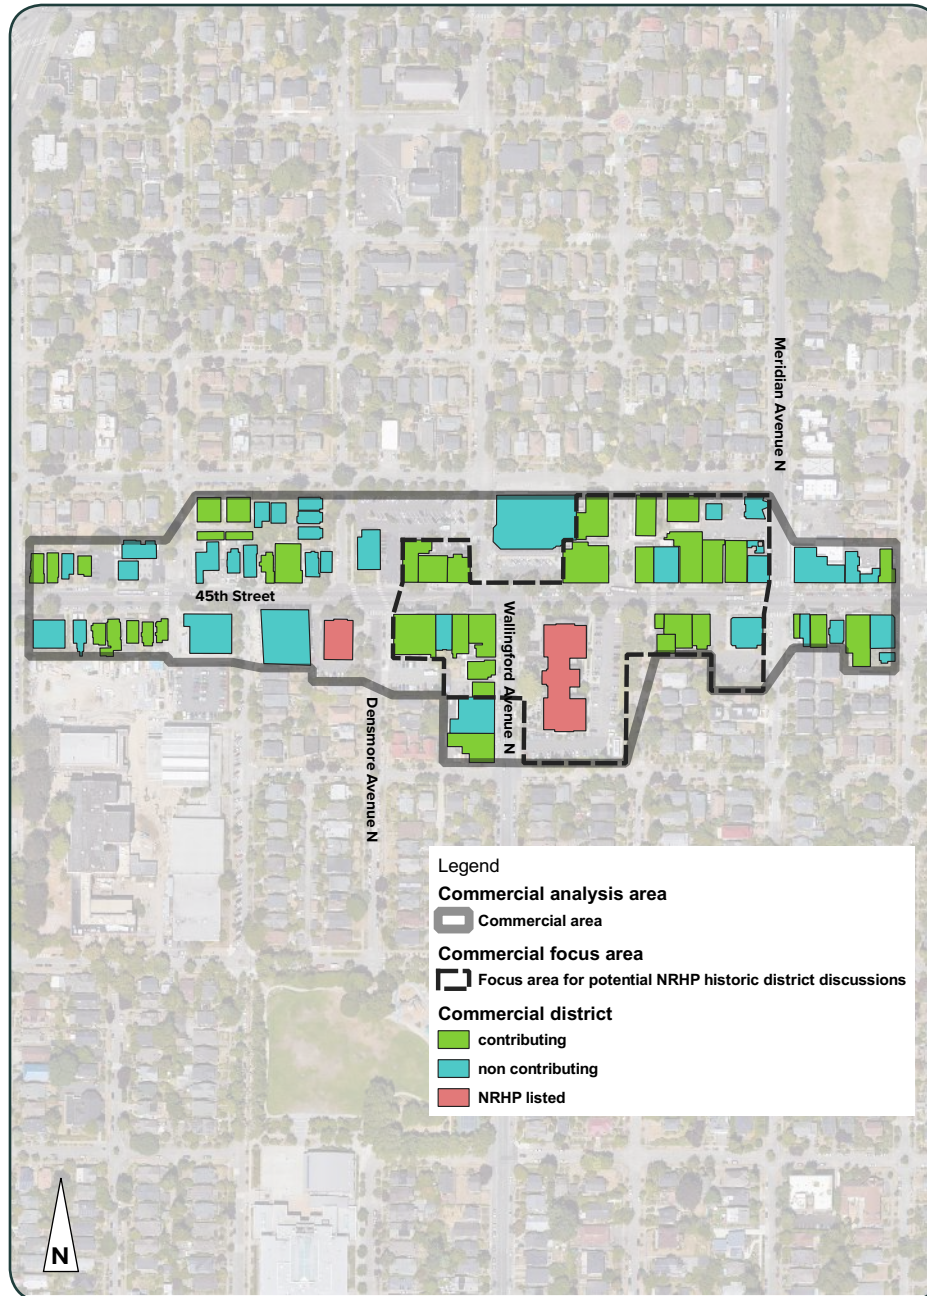 Meridian Avenue N
45th Street
Wallingford Avenue N
Densmore Avenue N
Legend
Commercial analysis area
Commercial area
Commercial focus area
Focus area for potential NRHP historic district discussions
Commercial district
contributing
non contributing
NRHP listed
N